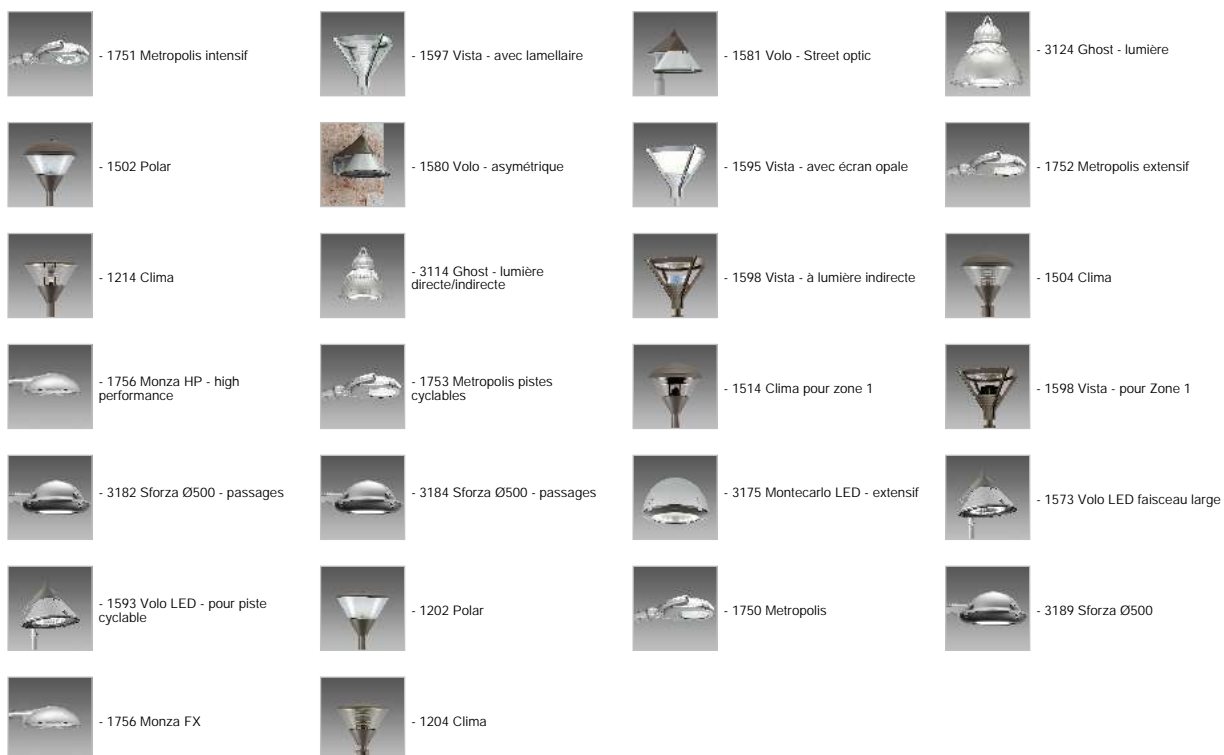 - 1751 Metropolis intensif
- 1597 Vista - avec lamellaire
- 1581 Volo - Street optic
- 3124 Ghost - lumière
- 1502 Polar
- 1580 Volo - asymétrique
- 1595 Vista - avec écran opale
- 1752 Metropolis extensif
- 1214 Clima
- 3114 Ghost - lumière
directe/indirecte
- 1598 Vista - à lumière indirecte
- 1504 Clima
- 1756 Monza HP - high
performance
- 1753 Metropolis pistes
cyclables
- 1514 Clima pour zone 1
- 1598 Vista - pour Zone 1
- 3182 Sforza Ø500 - passages
- 3184 Sforza Ø500 - passages
- 3175 Montecarlo LED - extensif
- 1573 Volo LED faisceau large
- 1593 Volo LED - pour piste
cyclable
- 1202 Polar
- 1750 Metropolis
- 3189 Sforza Ø500
- 1756 Monza FX
- 1204 Clima